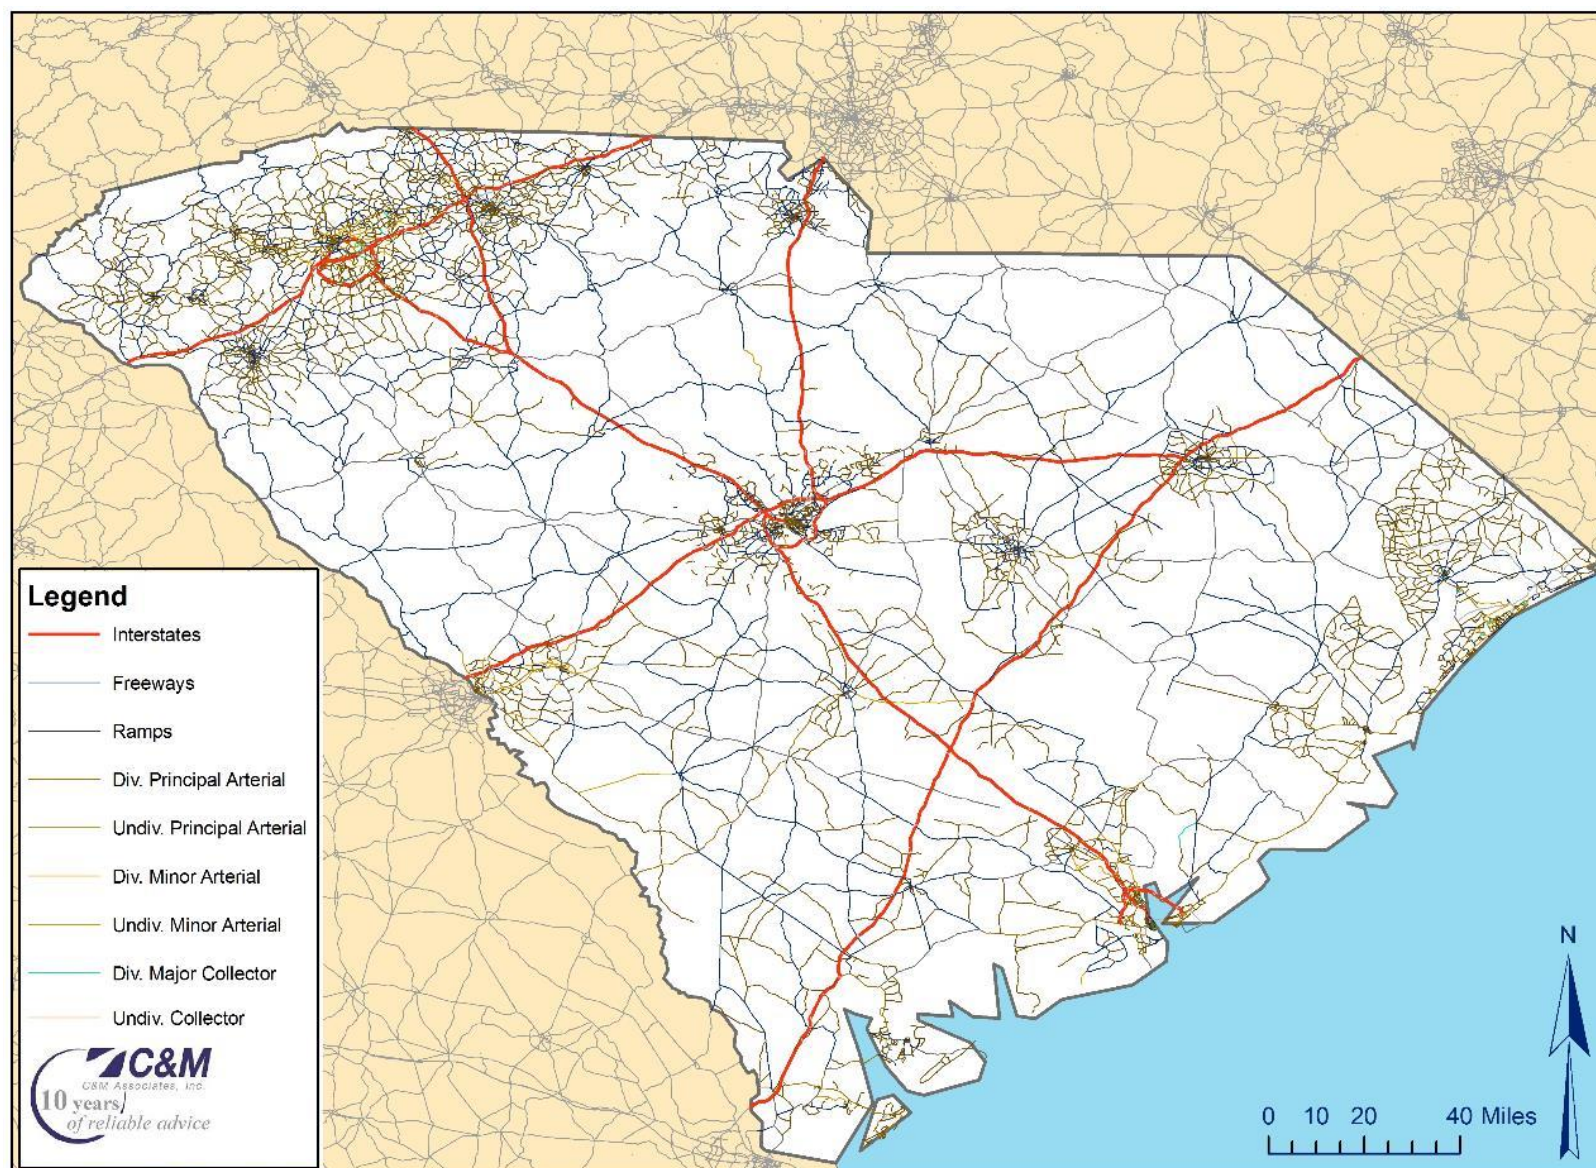 Legend
Interstates
Freeways
Ramps
Div. Principal Arterial
Undiv. Principal Arterial
Div. Minor Arterial
Undiv. Minor Arterial
Div. Major Collector
Undiv. Collector
C&M
C&M Associates, Inc.
10 years
of reliable advice
N
0 10 20 40 Miles